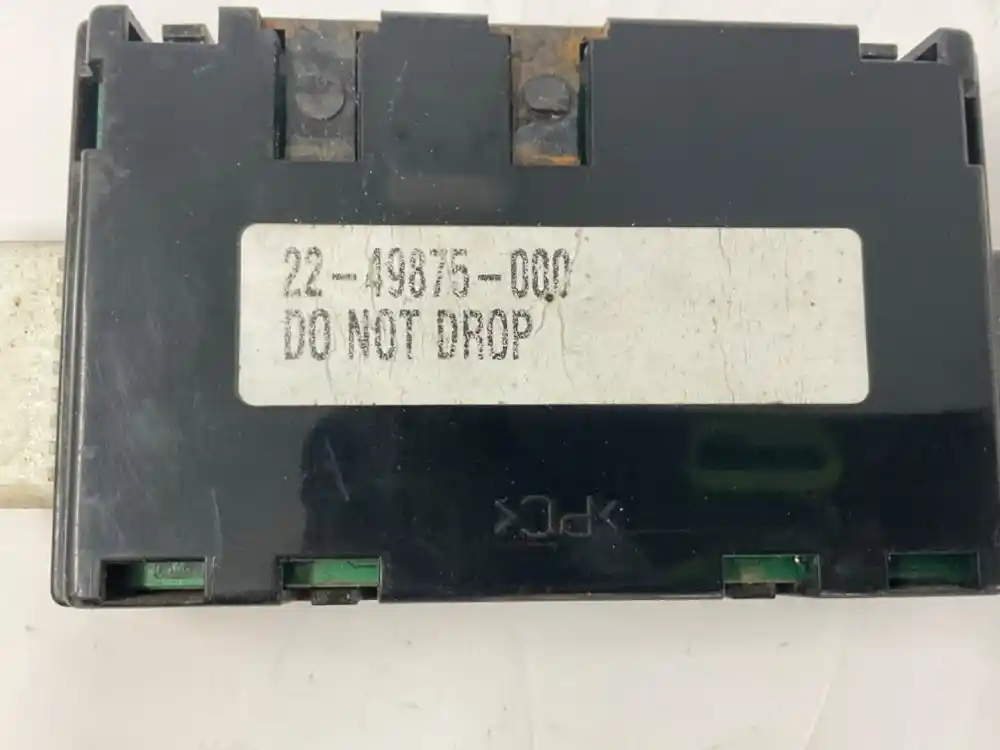 22-49875-000
DO NOT DROP
>PC<